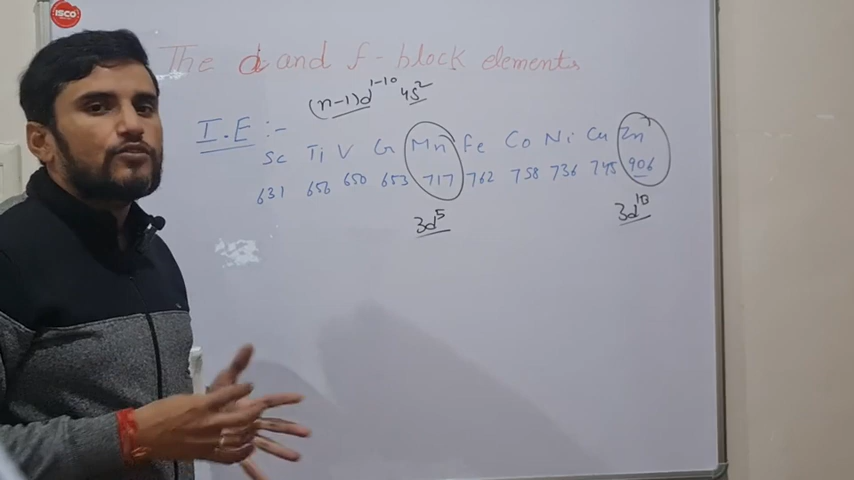 ISCO
The d and f-block elements
(n-1)d¹⁻¹⁰ 4s²
I.E :-
Sc Ti V Cr Mn Fe Co Ni Cu Zn
631 656 650 653 717 762 758 736 745 906
3d⁵ 3d¹⁰